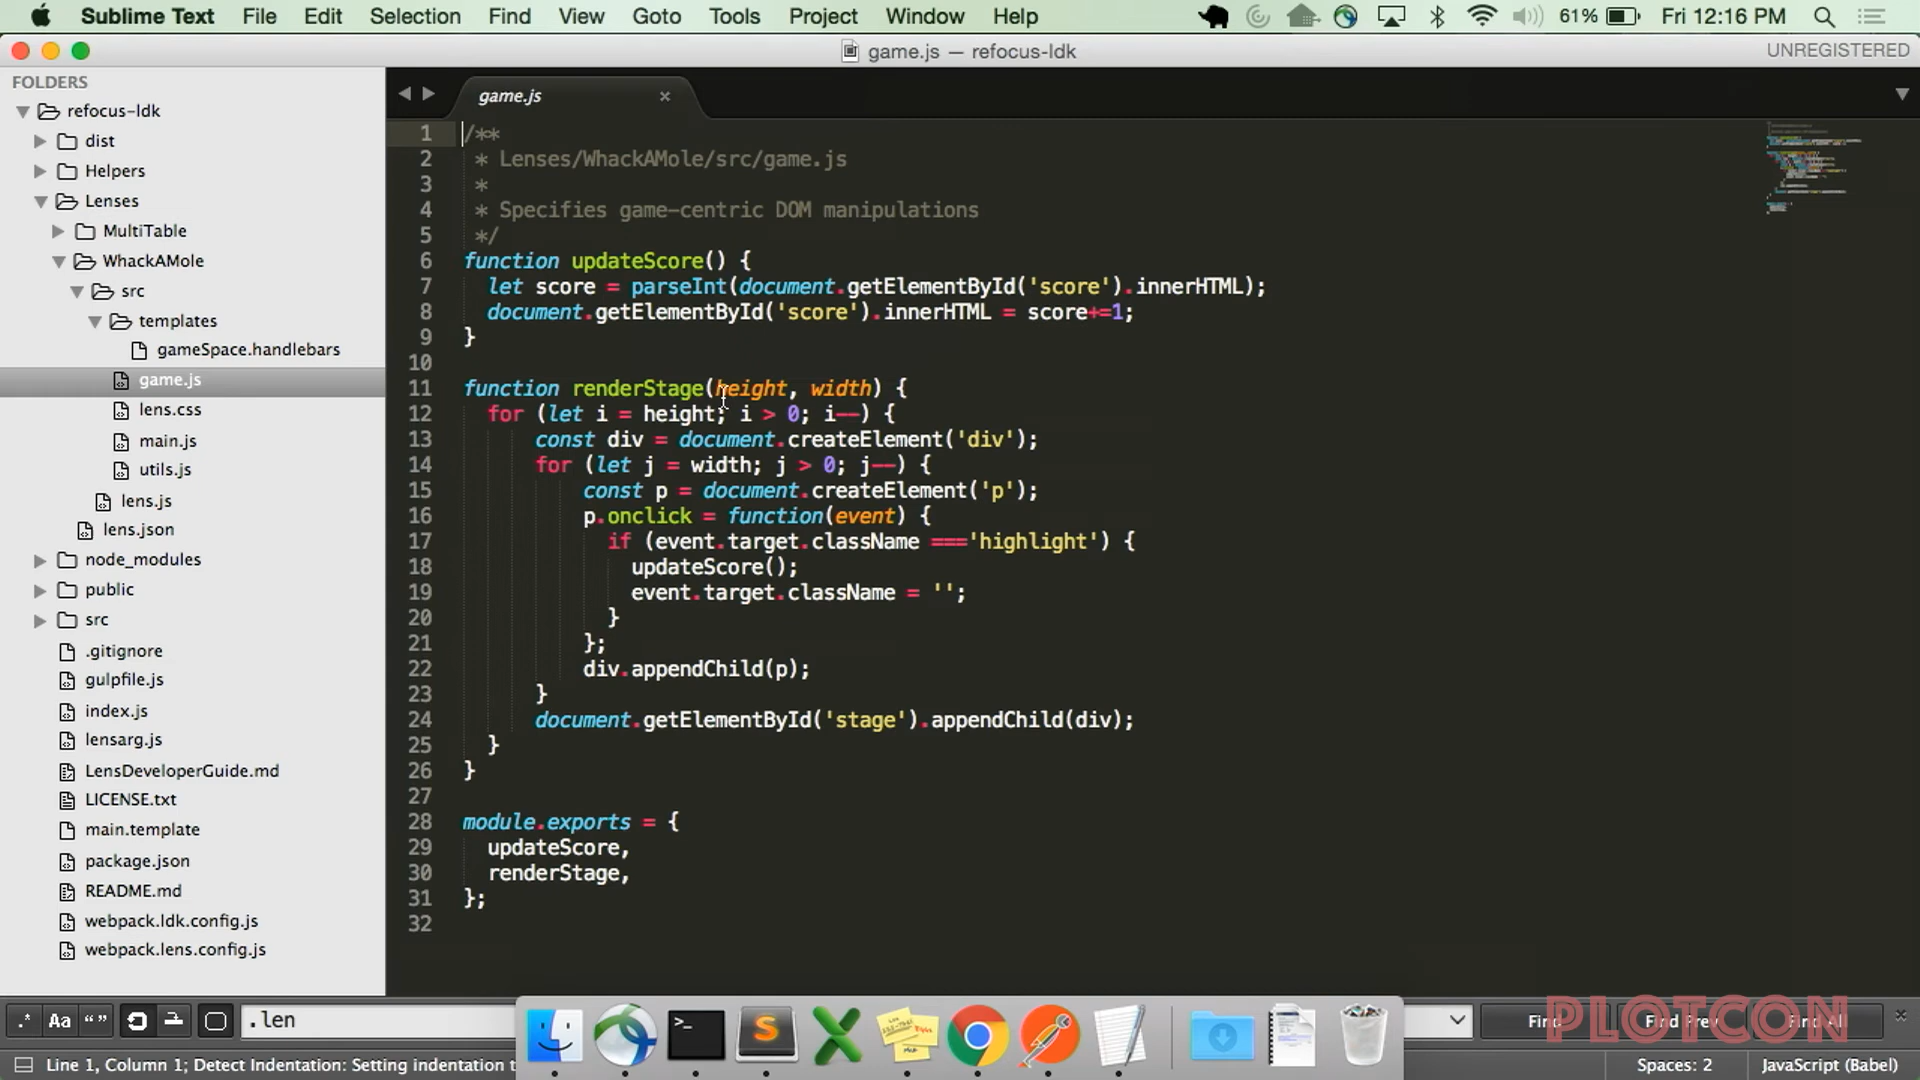 Sublime Text File Edit Selection Find View Goto Tools Project Window Help 61% Fri 12:16 PM
game.js — refocus-ldk UNREGISTERED
FOLDERS
refocus-ldk
dist
Helpers
Lenses
MultiTable
WhackAMole
src
templates
gameSpace.handlebars
game.js
lens.css
main.js
utils.js
lens.js
lens.json
node_modules
public
src
.gitignore
gulpfile.js
index.js
lensarg.js
LensDeveloperGuide.md
LICENSE.txt
main.template
package.json
README.md
webpack.ldk.config.js
webpack.lens.config.js
game.js ×
1 /**
2 * Lenses/WhackAMole/src/game.js
3 *
4 * Specifies game-centric DOM manipulations
5 */
6 function updateScore() {
7 let score = parseInt(document.getElementById('score').innerHTML);
8 document.getElementById('score').innerHTML = score+=1;
9 }
10
11 function renderStage(height, width) {
12 for (let i = height; i > 0; i--) {
13 const div = document.createElement('div');
14 for (let j = width; j > 0; j--) {
15 const p = document.createElement('p');
16 p.onclick = function(event) {
17 if (event.target.className ==='highlight') {
18 updateScore();
19 event.target.className = '';
20 }
21 };
22 div.appendChild(p);
23 }
24 document.getElementById('stage').appendChild(div);
25 }
26 }
27
28 module.exports = {
29 updateScore,
30 renderStage,
31 };
32
.* Aa “” .len Find Find Prev Find All
PLOTCON
Line 1, Column 1; Detect Indentation: Setting indentation t Spaces: 2 JavaScript (Babel)